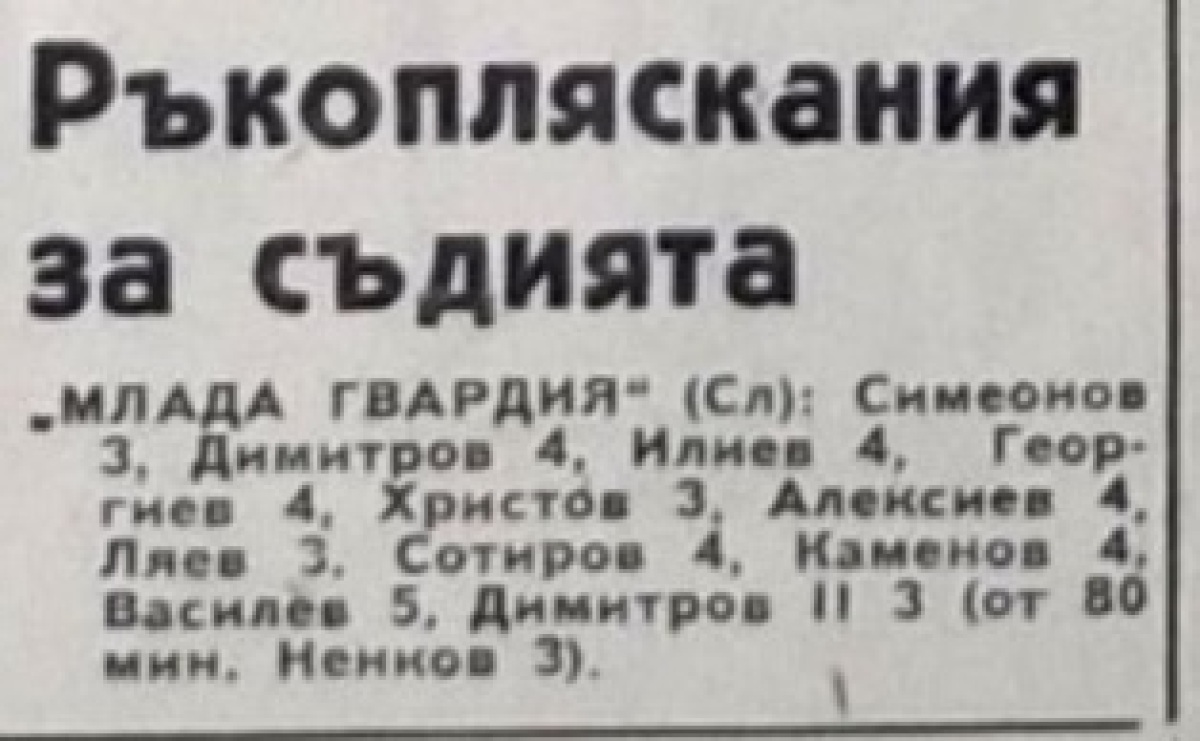 Ръкопляскания
за съдията
„МЛАДА ГВАРДИЯ“ (Сл): Симеонов
3, Димитров 4, Илиев 4, Геор-
гиев 4, Христов 3, Алексиев 4,
Ляев 3, Сотиров 4, Каменов 4,
Василев 5, Димитров II 3 (от 80
мин. Ненков 3).